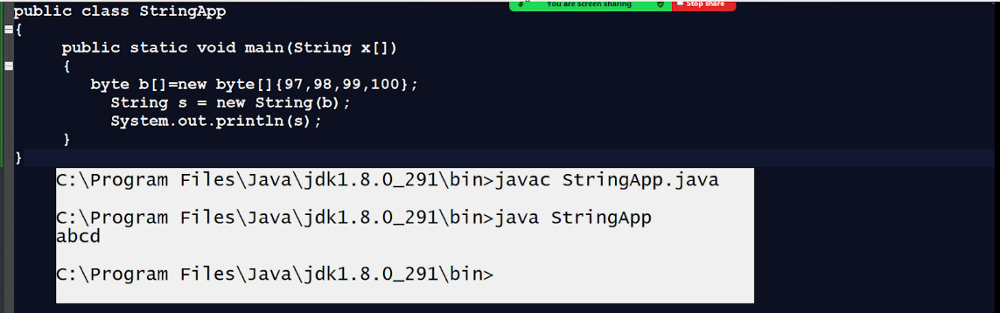 public class StringApp
You are screen sharing
Stop share
{
public static void main(String x[])
{
byte b[]=new byte[]{97,98,99,100};
String s = new String(b);
System.out.println(s);
}
}
C:\Program Files\Java\jdk1.8.0_291\bin>javac StringApp.java
C:\Program Files\Java\jdk1.8.0_291\bin>java StringApp
abcd
C:\Program Files\Java\jdk1.8.0_291\bin>